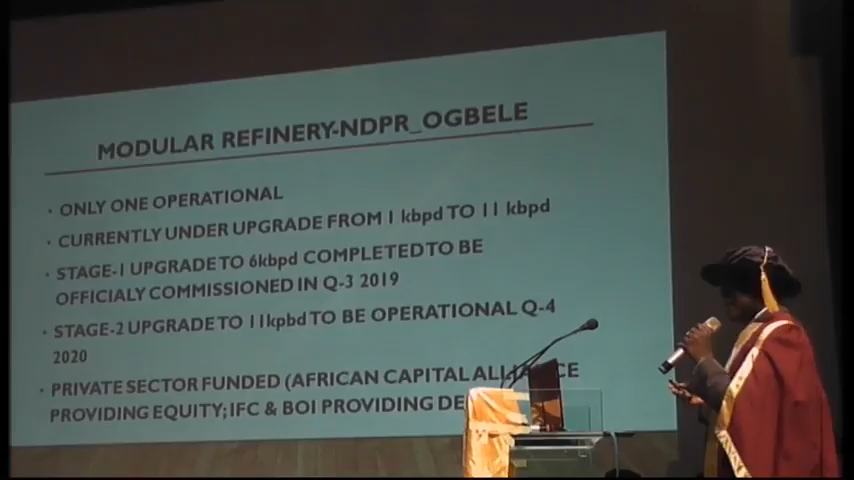 MODULAR REFINERY-NDPR_OGBELE
• ONLY ONE OPERATIONAL
• CURRENTLY UNDER UPGRADE FROM 1 kbpd TO 11 kbpd
• STAGE-1 UPGRADE TO 6kbpd COMPLETED TO BE
OFFICIALY COMMISSIONED IN Q-3 2019
• STAGE-2 UPGRADE TO 11kpbd TO BE OPERATIONAL Q-4
2020
• PRIVATE SECTOR FUNDED (AFRICAN CAPITAL ALLIANCE
PROVIDING EQUITY; IFC & BOI PROVIDING